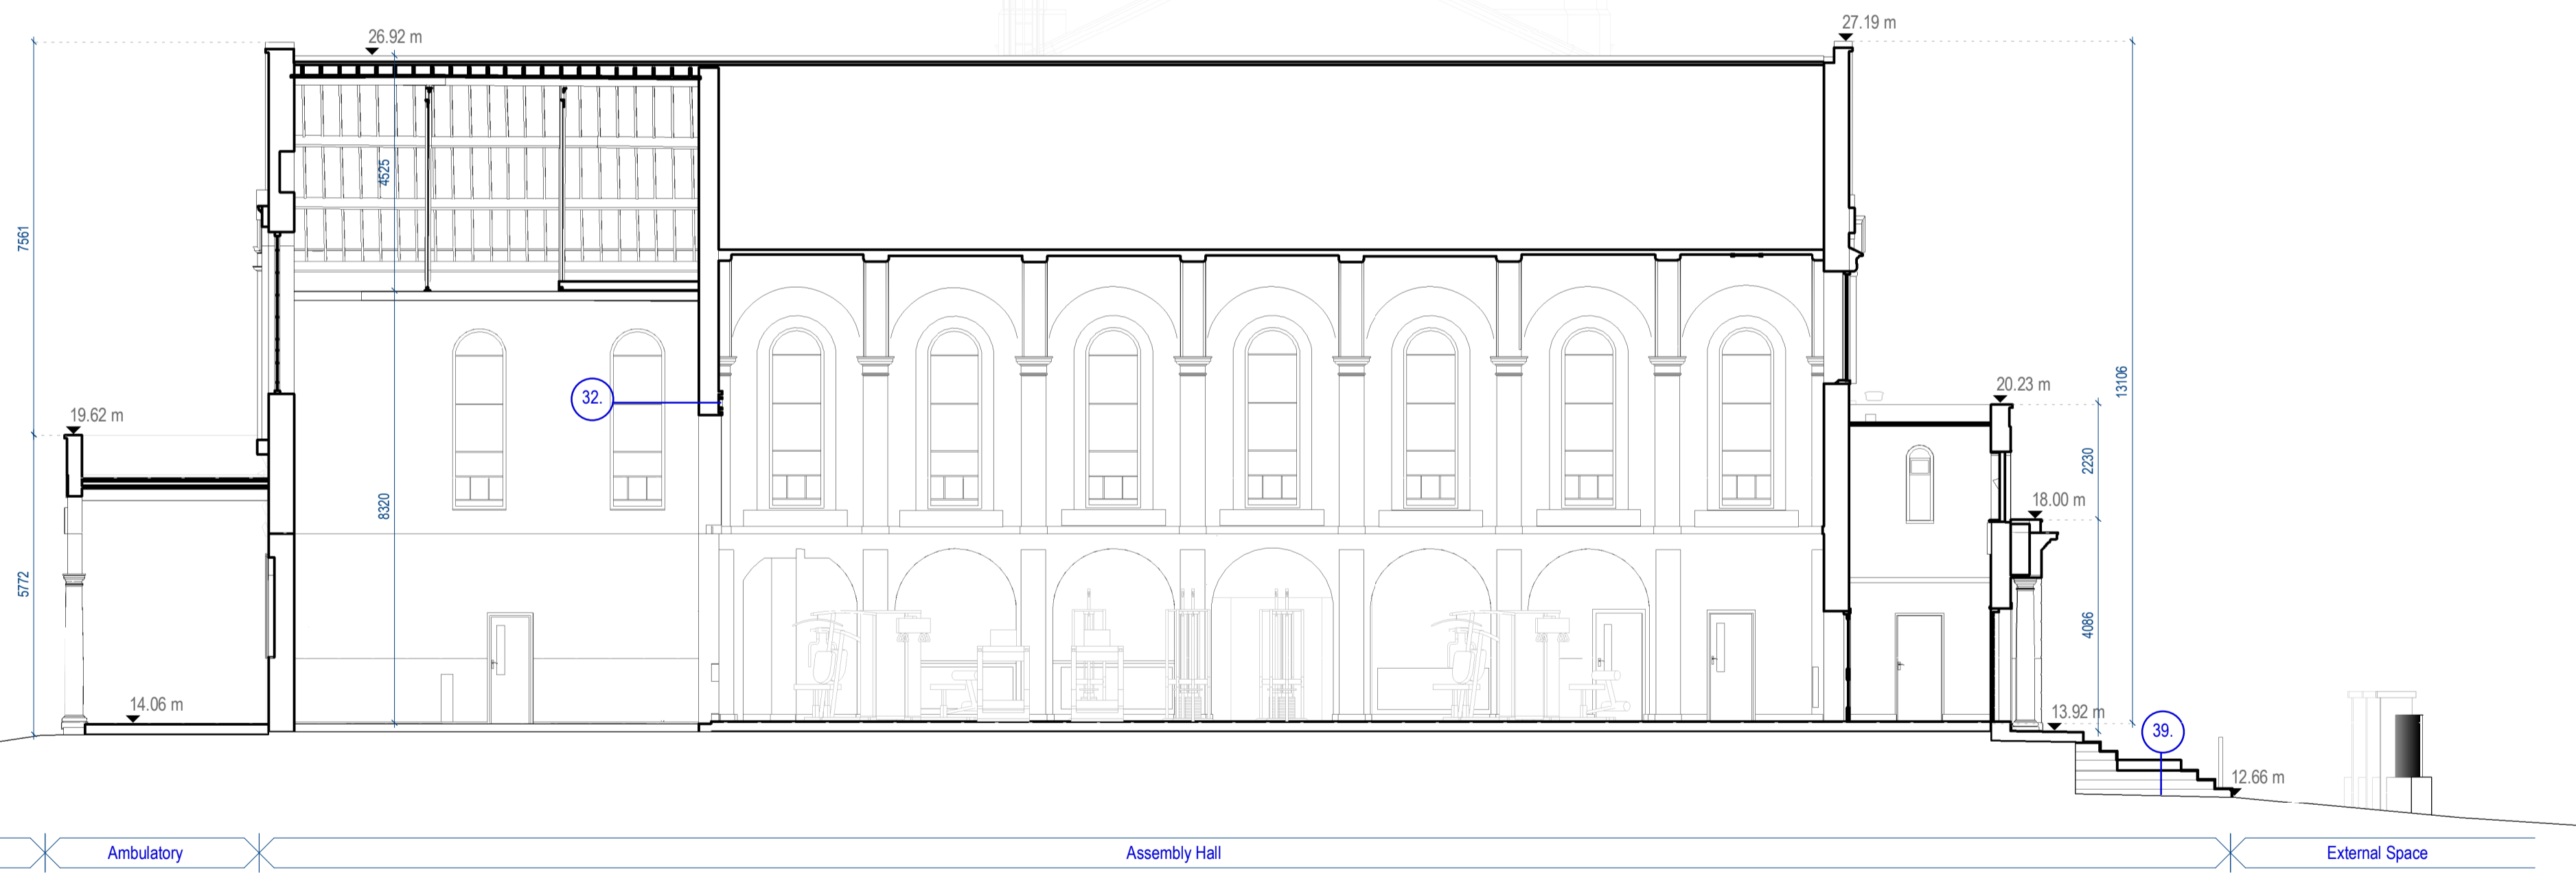 27.19 m
26.92 m
4525
7561
13106
20.23 m
32.
19.62 m
2230
18.00 m
8320
5772
4086
14.06 m
13.92 m
39.
12.66 m
Ambulatory
Assembly Hall
External Space